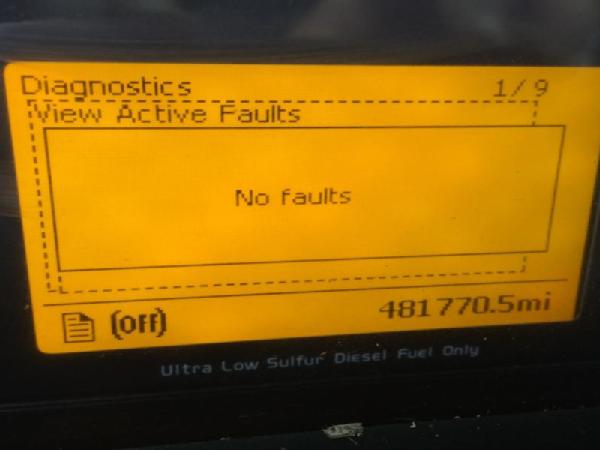 Diagnostics 1/9
View Active Faults
No faults
(Off) 481770.5mi
Ultra Low Sulfur Diesel Fuel Only